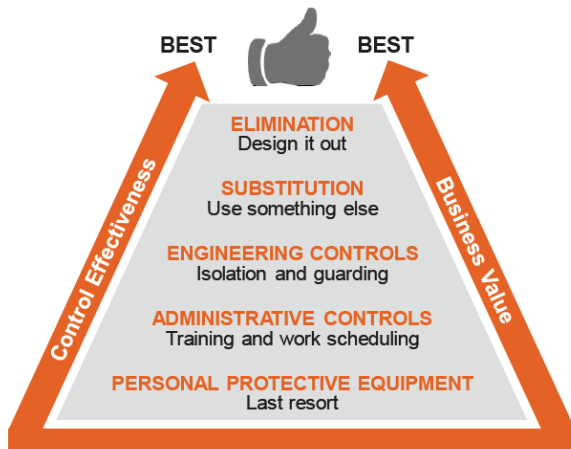 BEST BEST
ELIMINATION
Design it out
SUBSTITUTION
Use something else
ENGINEERING CONTROLS
Isolation and guarding
ADMINISTRATIVE CONTROLS
Training and work scheduling
PERSONAL PROTECTIVE EQUIPMENT
Last resort
Control Effectiveness
Business Value